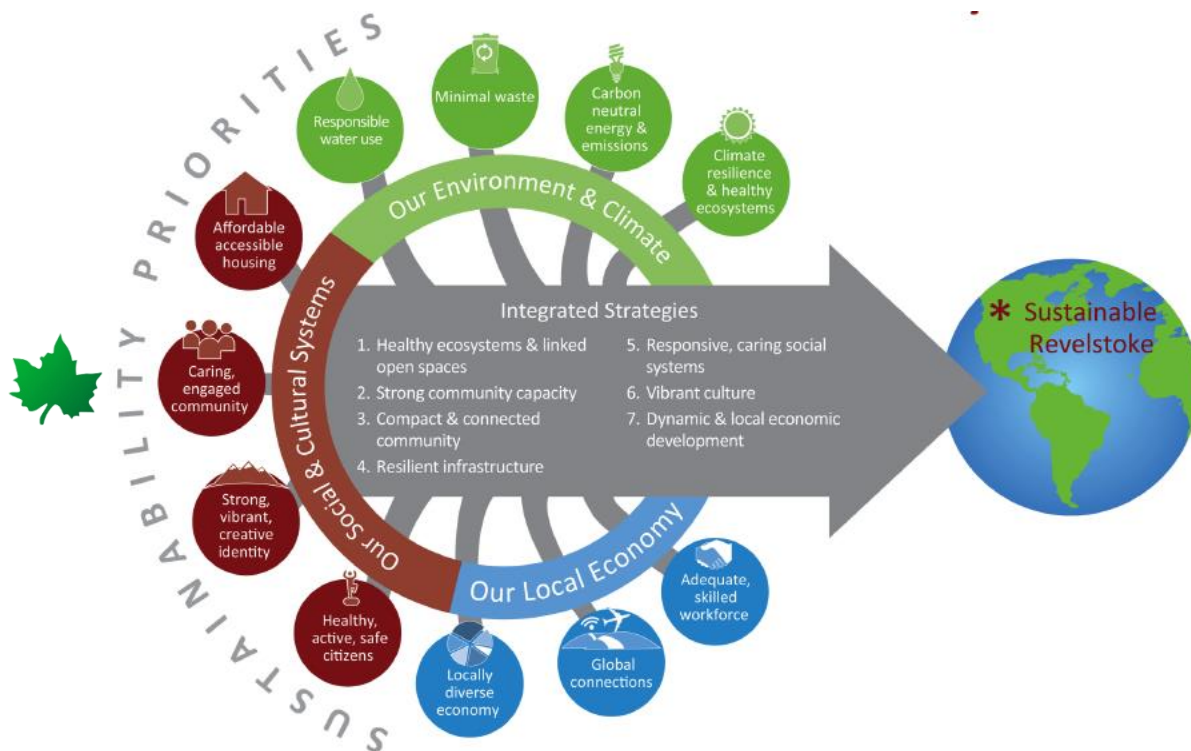 SUSTAINABILITY PRIORITIES
Responsible
water use
Minimal waste
Carbon
neutral
energy &
emissions
Climate
resilience
& healthy
ecosystems
Our Environment & Climate
Affordable
accessible
housing
Caring,
engaged
community
Strong,
vibrant,
creative
identity
Healthy,
active, safe
citizens
Our Social & Cultural Systems
Integrated Strategies
1. Healthy ecosystems & linked
open spaces
2. Strong community capacity
3. Compact & connected
community
4. Resilient infrastructure
5. Responsive, caring social
systems
6. Vibrant culture
7. Dynamic & local economic
development
* Sustainable
Revelstoke
Our Local Economy
Locally
diverse
economy
Global
connections
Adequate,
skilled
workforce